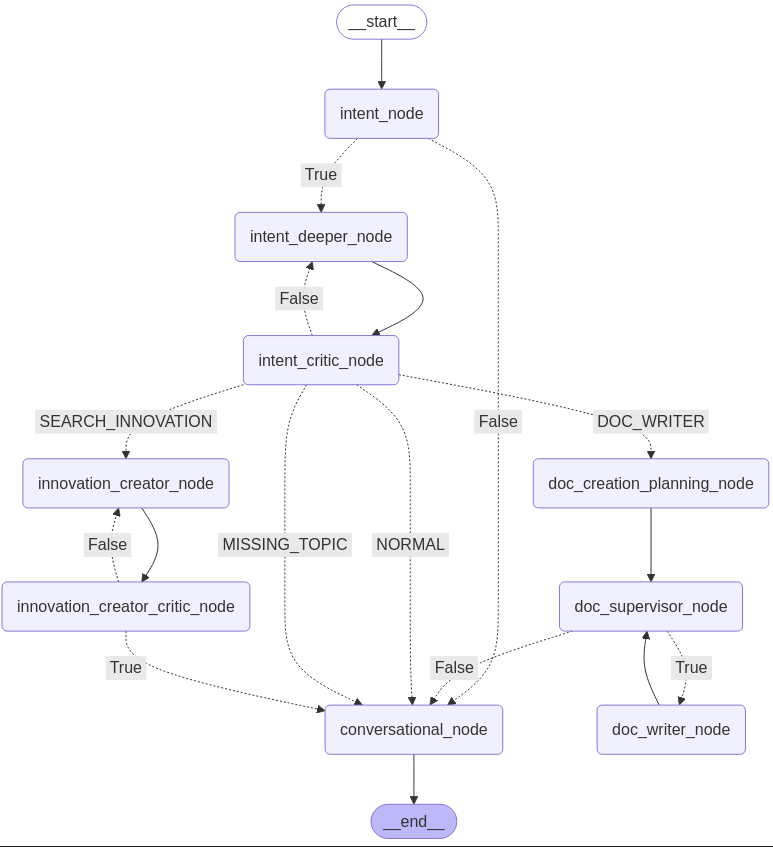 __start__
intent_node
True
intent_deeper_node
False
intent_critic_node
SEARCH_INNOVATION
False
DOC_WRITER
innovation_creator_node
doc_creation_planning_node
False
MISSING_TOPIC
NORMAL
innovation_creator_critic_node
doc_supervisor_node
True
False
True
conversational_node
doc_writer_node
__end__